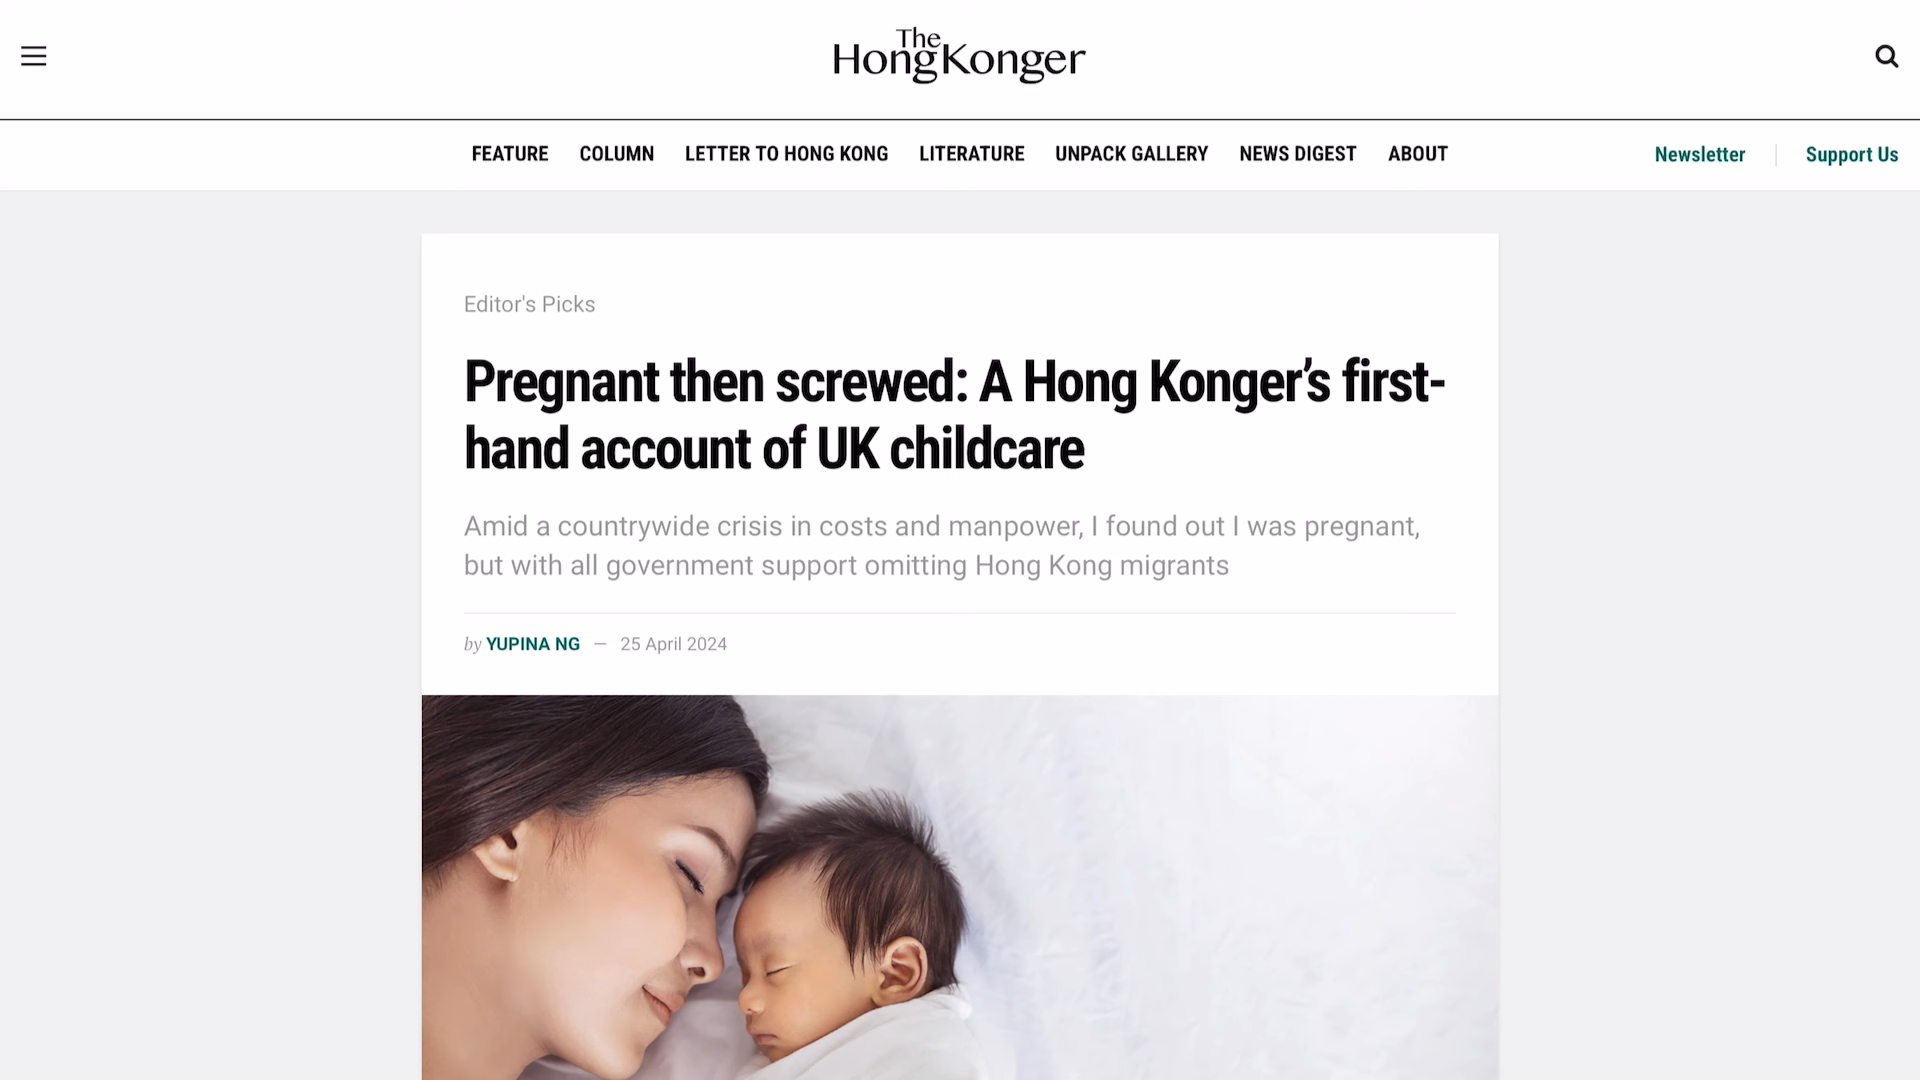 The
HongKonger
FEATURE COLUMN LETTER TO HONG KONG LITERATURE UNPACK GALLERY NEWS DIGEST ABOUT Newsletter Support Us
Editor's Picks
Pregnant then screwed: A Hong Konger’s first-
hand account of UK childcare
Amid a countrywide crisis in costs and manpower, I found out I was pregnant,
but with all government support omitting Hong Kong migrants
by YUPINA NG — 25 April 2024